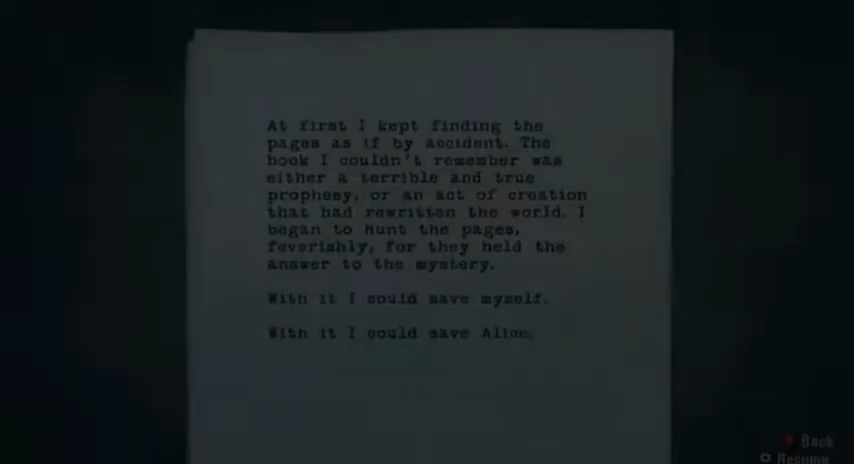 At first I kept finding the
pages as if by accident. The
book I couldn't remember was
either a terrible and true
prophesy, or an act of creation
that had rewritten the world. I
began to hunt the pages,
feverishly, for they held the
answer to the mystery.
With it I could save myself.
With it I could save Alice.
Back
Resume